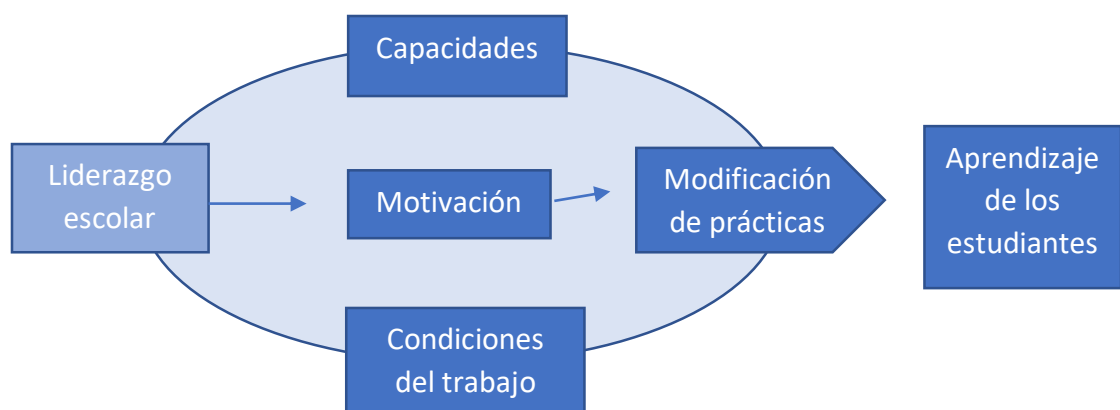 Capacidades
Liderazgo
escolar
Motivación
Modificación
de prácticas
Aprendizaje
de los
estudiantes
Condiciones
del trabajo